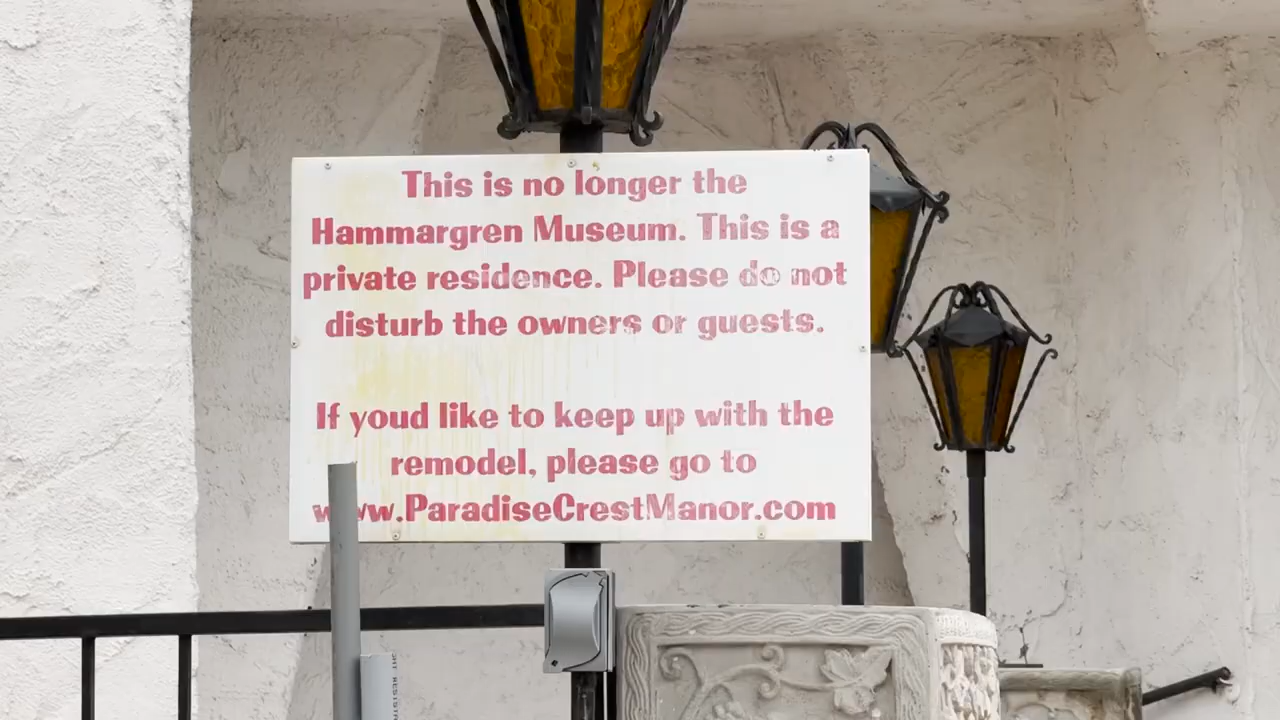 This is no longer the
Hammargren Museum. This is a
private residence. Please do not
disturb the owners or guests.
If youd like to keep up with the
remodel, please go to
www.ParadiseCrestManor.com